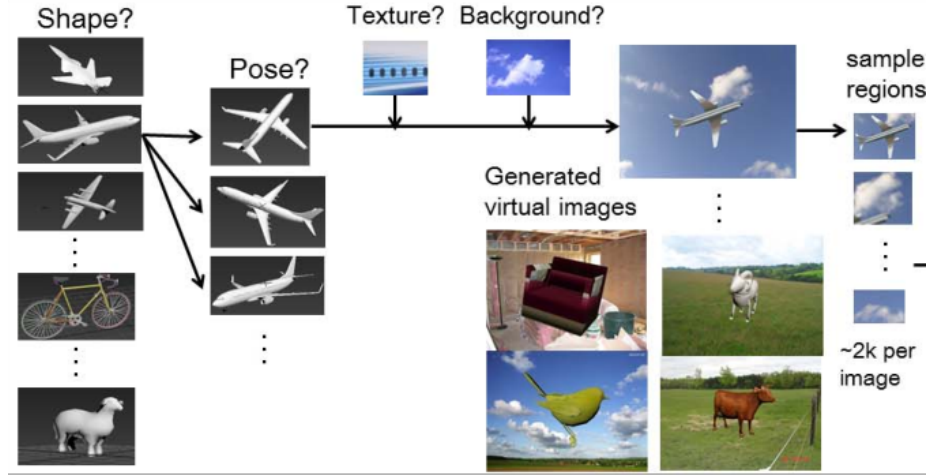 Shape?
Pose?
Texture?
Background?
sample
regions
Generated
virtual images
~2k per
image